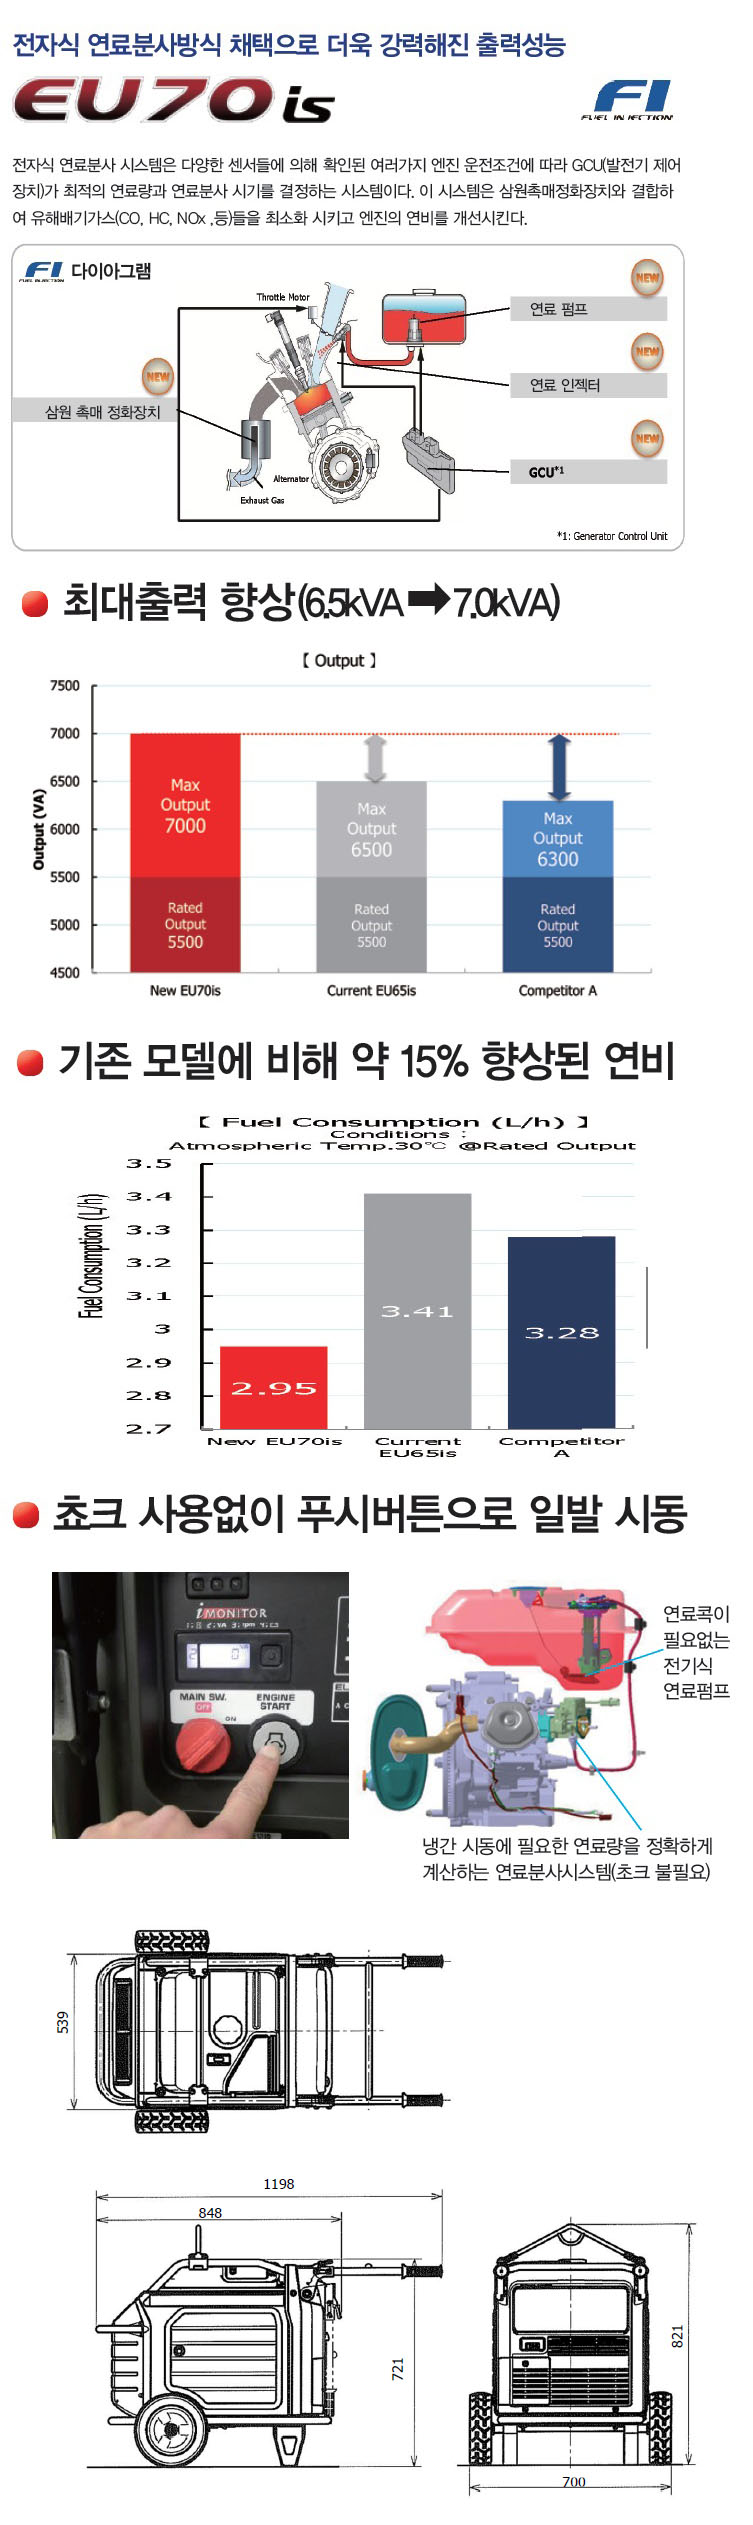 전자식 연료분사방식 채택으로 더욱 강력해진 출력성능
EU70is
FI
FUEL INJECTION
전자식 연료분사 시스템은 다양한 센서들에 의해 확인된 여러가지 엔진 운전조건에 따라 GCU(발전기 제어
장치)가 최적의 연료량과 연료분사 시기를 결정하는 시스템이다. 이 시스템은 삼원촉매정화장치와 결합하
여 유해배기가스(CO, HC, NOx ,등)들을 최소화 시키고 엔진의 연비를 개선시킨다.
FI 다이아그램
FUEL INJECTION
NEW
Throttle Motor
연료 펌프
NEW
NEW
연료 인젝터
삼원 촉매 정화장치
NEW
GCU*1
Alternator
Exhaust Gas
*1: Generator Control Unit
최대출력 향상(6.5kVA➡7.0kVA)
【 Output 】
Output (VA)
7500
7000
6500
6000
5500
5000
4500
Max
Output
7000
Rated
Output
5500
Max
Output
6500
Rated
Output
5500
Max
Output
6300
Rated
Output
5500
New EU70is
Current EU65is
Competitor A
기존 모델에 비해 약 15% 향상된 연비
【 Fuel Consumption (L/h) 】
Conditions :
Atmospheric Temp.30℃ @Rated Output
Fuel Consumption (L/h)
3.5
3.4
3.3
3.2
3.1
3
2.9
2.8
2.7
2.95
3.41
3.28
New EU70is
Current
EU65is
Competitor
A
쵸크 사용없이 푸시버튼으로 일발 시동
iMONITOR
MAIN SW.
OFF
ON
ENGINE
START
연료콕이
필요없는
전기식
연료펌프
냉간 시동에 필요한 연료량을 정확하게
계산하는 연료분사시스템(초크 불필요)
539
1198
848
721
821
700